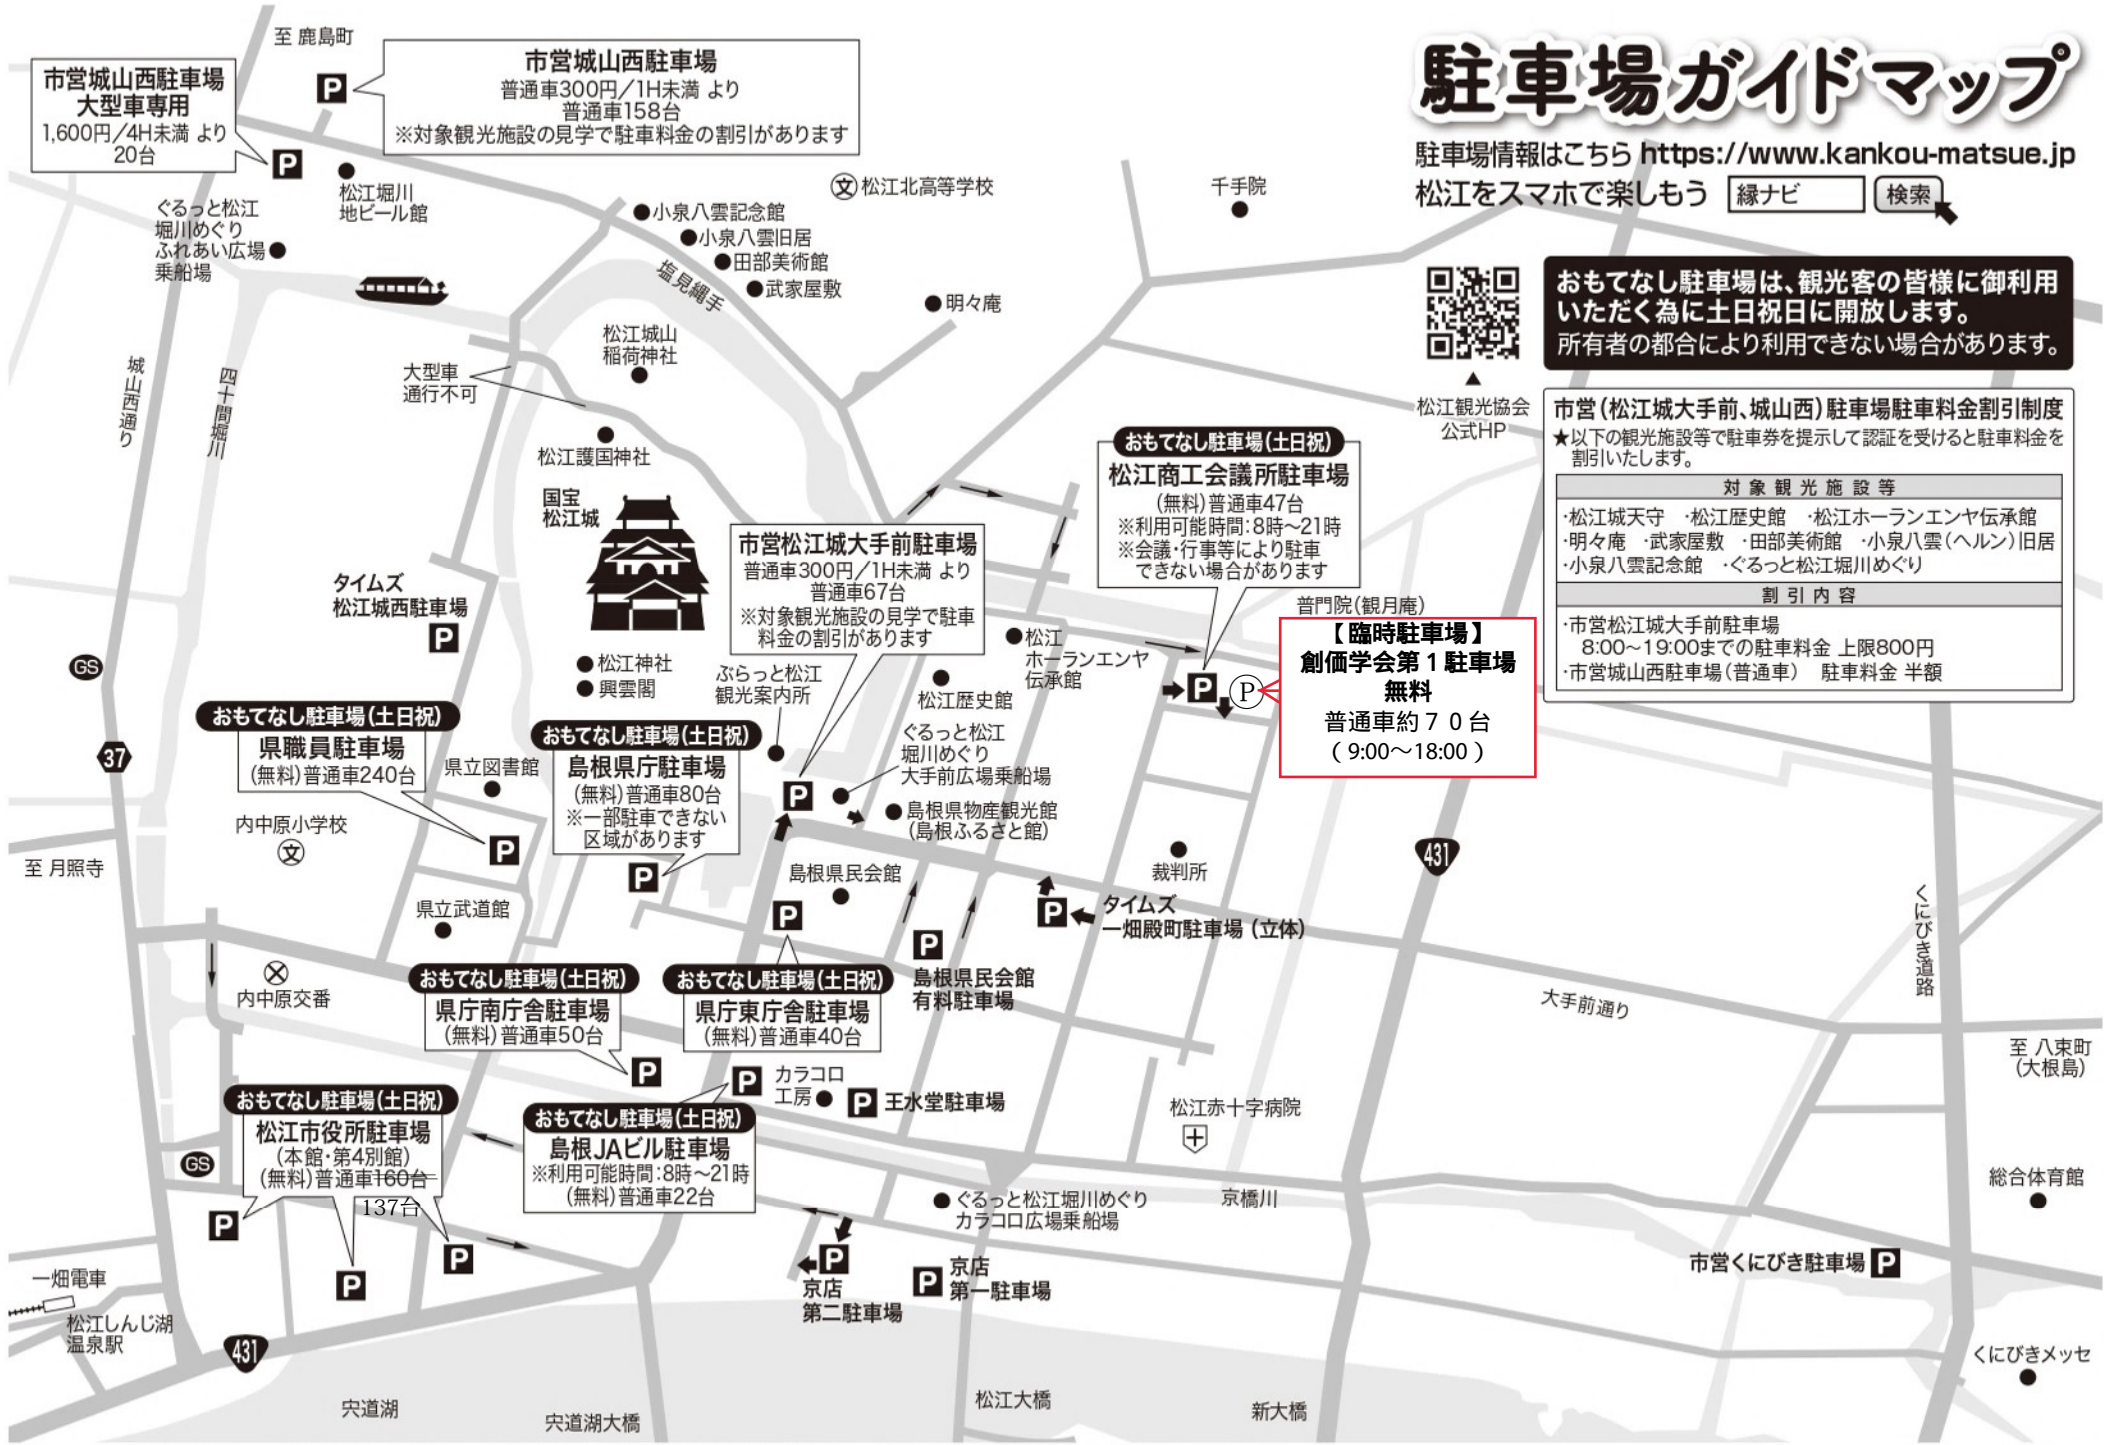 駐車場ガイドマップ
駐車場情報はこちら https://www.kankou-matsue.jp
松江をスマホで楽しもう 縁ナビ 検索
おもてなし駐車場は、観光客の皆様に御利用
いただく為に土日祝日に開放します。
所有者の都合により利用できない場合があります。
松江観光協会
公式HP
市営(松江城大手前、城山西)駐車場駐車料金割引制度
★以下の観光施設等で駐車券を提示して認証を受けると駐車料金を
割引いたします。
対象観光施設等
・松江城天守 ・松江歴史館 ・松江ホーランエンヤ伝承館
・明々庵 ・武家屋敷 ・田部美術館 ・小泉八雲(ヘルン)旧居
・小泉八雲記念館 ・ぐるっと松江堀川めぐり
割引内容
・市営松江城大手前駐車場
8:00〜19:00までの駐車料金 上限800円
・市営城山西駐車場(普通車) 駐車料金 半額
至 鹿島町
市営城山西駐車場
大型車専用
1,600円/4H未満 より
20台
P
市営城山西駐車場
普通車300円/1H未満 より
普通車158台
※対象観光施設の見学で駐車料金の割引があります
P
松江堀川
地ビール館
ぐるっと松江
堀川めぐり
ふれあい広場
乗船場
文 松江北高等学校
千手院
小泉八雲記念館
小泉八雲旧居
田部美術館
武家屋敷
塩見縄手
明々庵
松江城山
稲荷神社
大型車
通行不可
城山西通り
四十間堀川
松江護国神社
国宝
松江城
おもてなし駐車場(土日祝)
松江商工会議所駐車場
(無料)普通車47台
※利用可能時間:8時〜21時
※会議・行事等により駐車
できない場合があります
P
市営松江城大手前駐車場
普通車300円/1H未満 より
普通車67台
※対象観光施設の見学で駐車
料金の割引があります
P
タイムズ
松江城西駐車場
P
普門院(観月庵)
【臨時駐車場】
創価学会第1駐車場
無料
普通車約70台
(9:00〜18:00)
P
松江
ホーランエンヤ
伝承館
GS
松江神社
興雲閣
ぶらっと松江
観光案内所
松江歴史館
ぐるっと松江
堀川めぐり
大手前広場乗船場
島根県物産観光館
(島根ふるさと館)
おもてなし駐車場(土日祝)
県職員駐車場
(無料)普通車240台
P
おもてなし駐車場(土日祝)
島根県庁駐車場
(無料)普通車80台
※一部駐車できない
区域があります
P
37
県立図書館
内中原小学校
文
至 月照寺
県立武道館
島根県民会館
裁判所
431
タイムズ
一畑殿町駐車場(立体)
P
くにびき道路
内中原交番
おもてなし駐車場(土日祝)
県庁南庁舎駐車場
(無料)普通車50台
P
おもてなし駐車場(土日祝)
県庁東庁舎駐車場
(無料)普通車40台
P
島根県民会館
有料駐車場
P
大手前通り
至 八束町
(大根島)
おもてなし駐車場(土日祝)
松江市役所駐車場
(本館・第4別館)
(無料)普通車160台
137台
P
P
P
GS
おもてなし駐車場(土日祝)
島根JAビル駐車場
※利用可能時間:8時〜21時
(無料)普通車22台
P
カラコロ
工房
P 玉水堂駐車場
松江赤十字病院
京橋川
ぐるっと松江堀川めぐり
カラコロ広場乗船場
総合体育館
市営くにびき駐車場 P
一畑電車
松江しんじ湖
温泉駅
431
P
京店
第二駐車場
P
京店
第一駐車場
くにびきメッセ
宍道湖
宍道湖大橋
松江大橋
新大橋